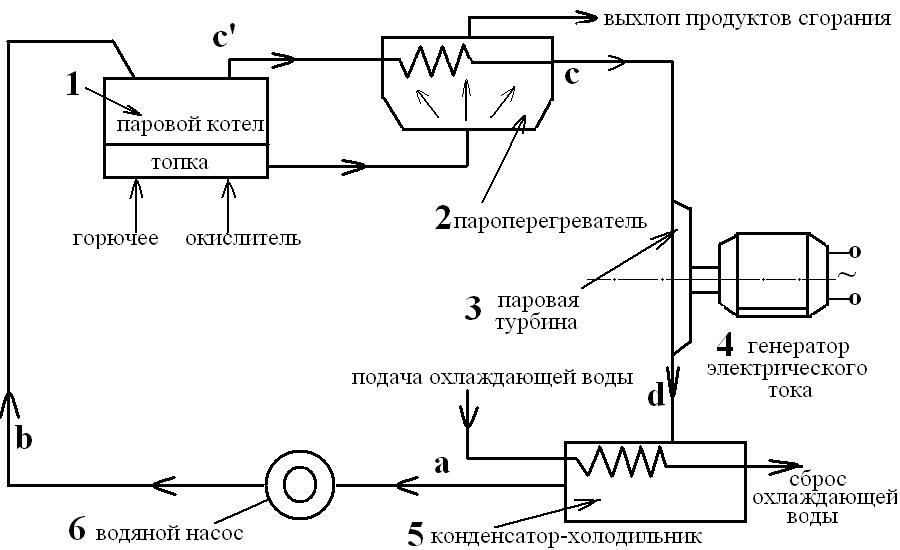 выхлоп продуктов сгорания
c'
c
1
паровой котел
топка
2 пароперегреватель
горючее
окислитель
3 паровая
турбина
~
4 генератор
электрического
тока
подача охлаждающей воды
d
b
a
сброс
охлаждающей
воды
6 водяной насос
5 конденсатор-холодильник